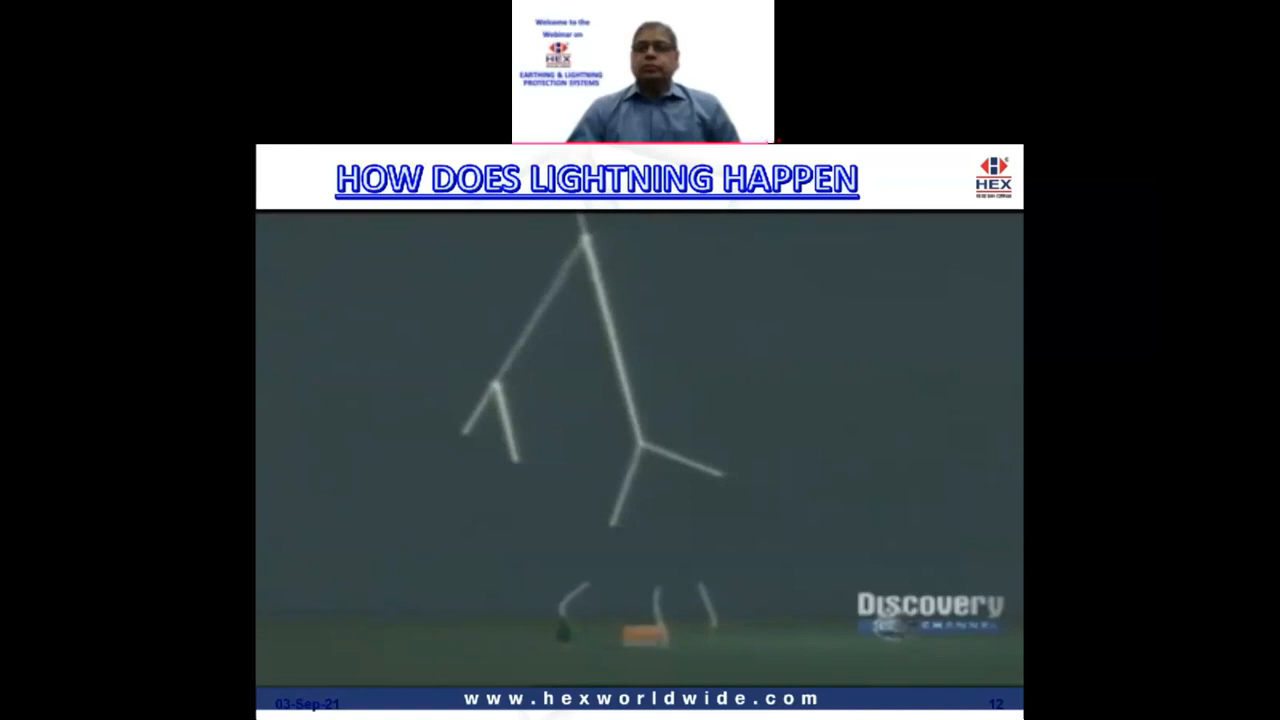 Welcome to the
Webinar on
HEX
EARTHING & LIGHTNING
PROTECTION SYSTEMS
HOW DOES LIGHTNING HAPPEN
HEX
Discovery
CHANNEL
03-Sep-21
www.hexworldwide.com
12